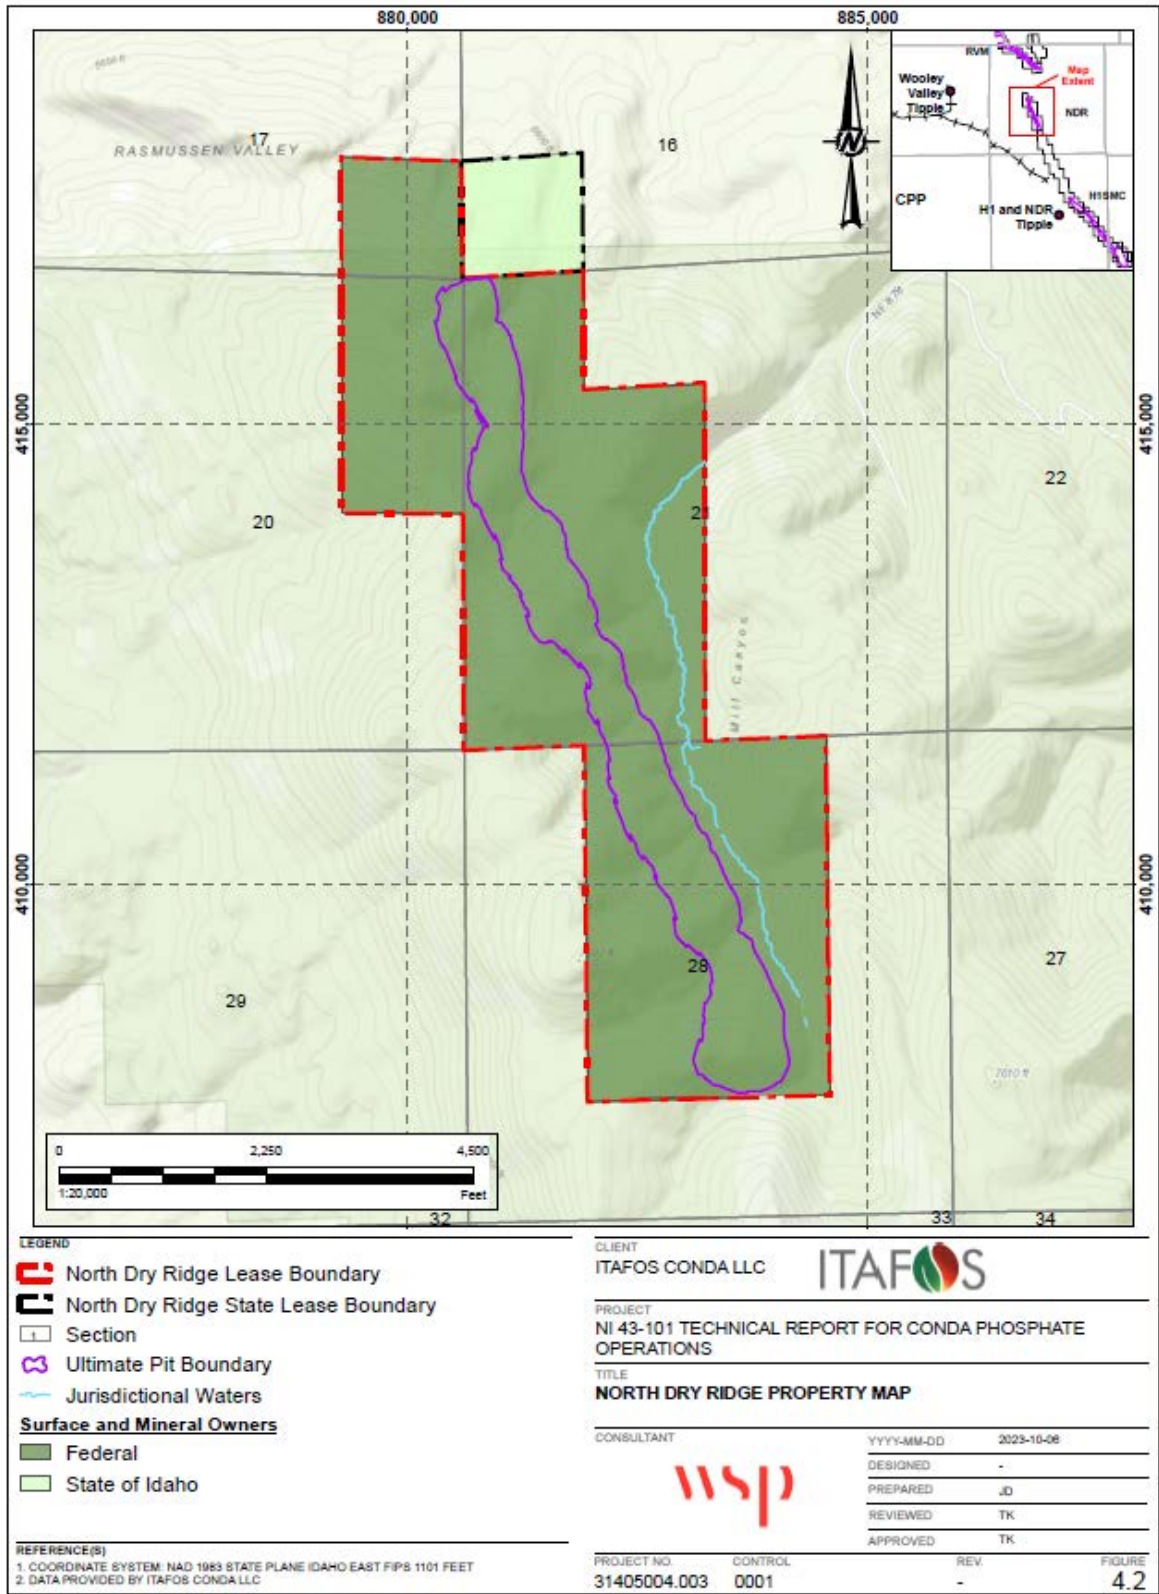 880,000
885,000
6698 ft
RASMUSSEN VALLEY
17
16
RVM
Map
Extent
Wooley
Valley
Tipple
NDR
CPP
H1SMC
H1 and NDR
Tipple
N
415,000
415,000
22
20
21
Mill Canyon
410,000
410,000
28
27
29
7610 ft
0
2,250
4,500
1:20,000
Feet
32
33
34
LEGEND
North Dry Ridge Lease Boundary
North Dry Ridge State Lease Boundary
1 Section
Ultimate Pit Boundary
Jurisdictional Waters
Surface and Mineral Owners
Federal
State of Idaho
REFERENCE(S)
1. COORDINATE SYSTEM: NAD 1983 STATE PLANE IDAHO EAST FIPS 1101 FEET
2. DATA PROVIDED BY ITAFOS CONDA LLC
CLIENT
ITAFOS CONDA LLC
ITAFOS
PROJECT
NI 43-101 TECHNICAL REPORT FOR CONDA PHOSPHATE
OPERATIONS
TITLE
NORTH DRY RIDGE PROPERTY MAP
CONSULTANT
wsp
YYYY-MM-DD 2023-10-06
DESIGNED -
PREPARED JD
REVIEWED TK
APPROVED TK
PROJECT NO. CONTROL REV. FIGURE
31405004.003 0001 - 4.2